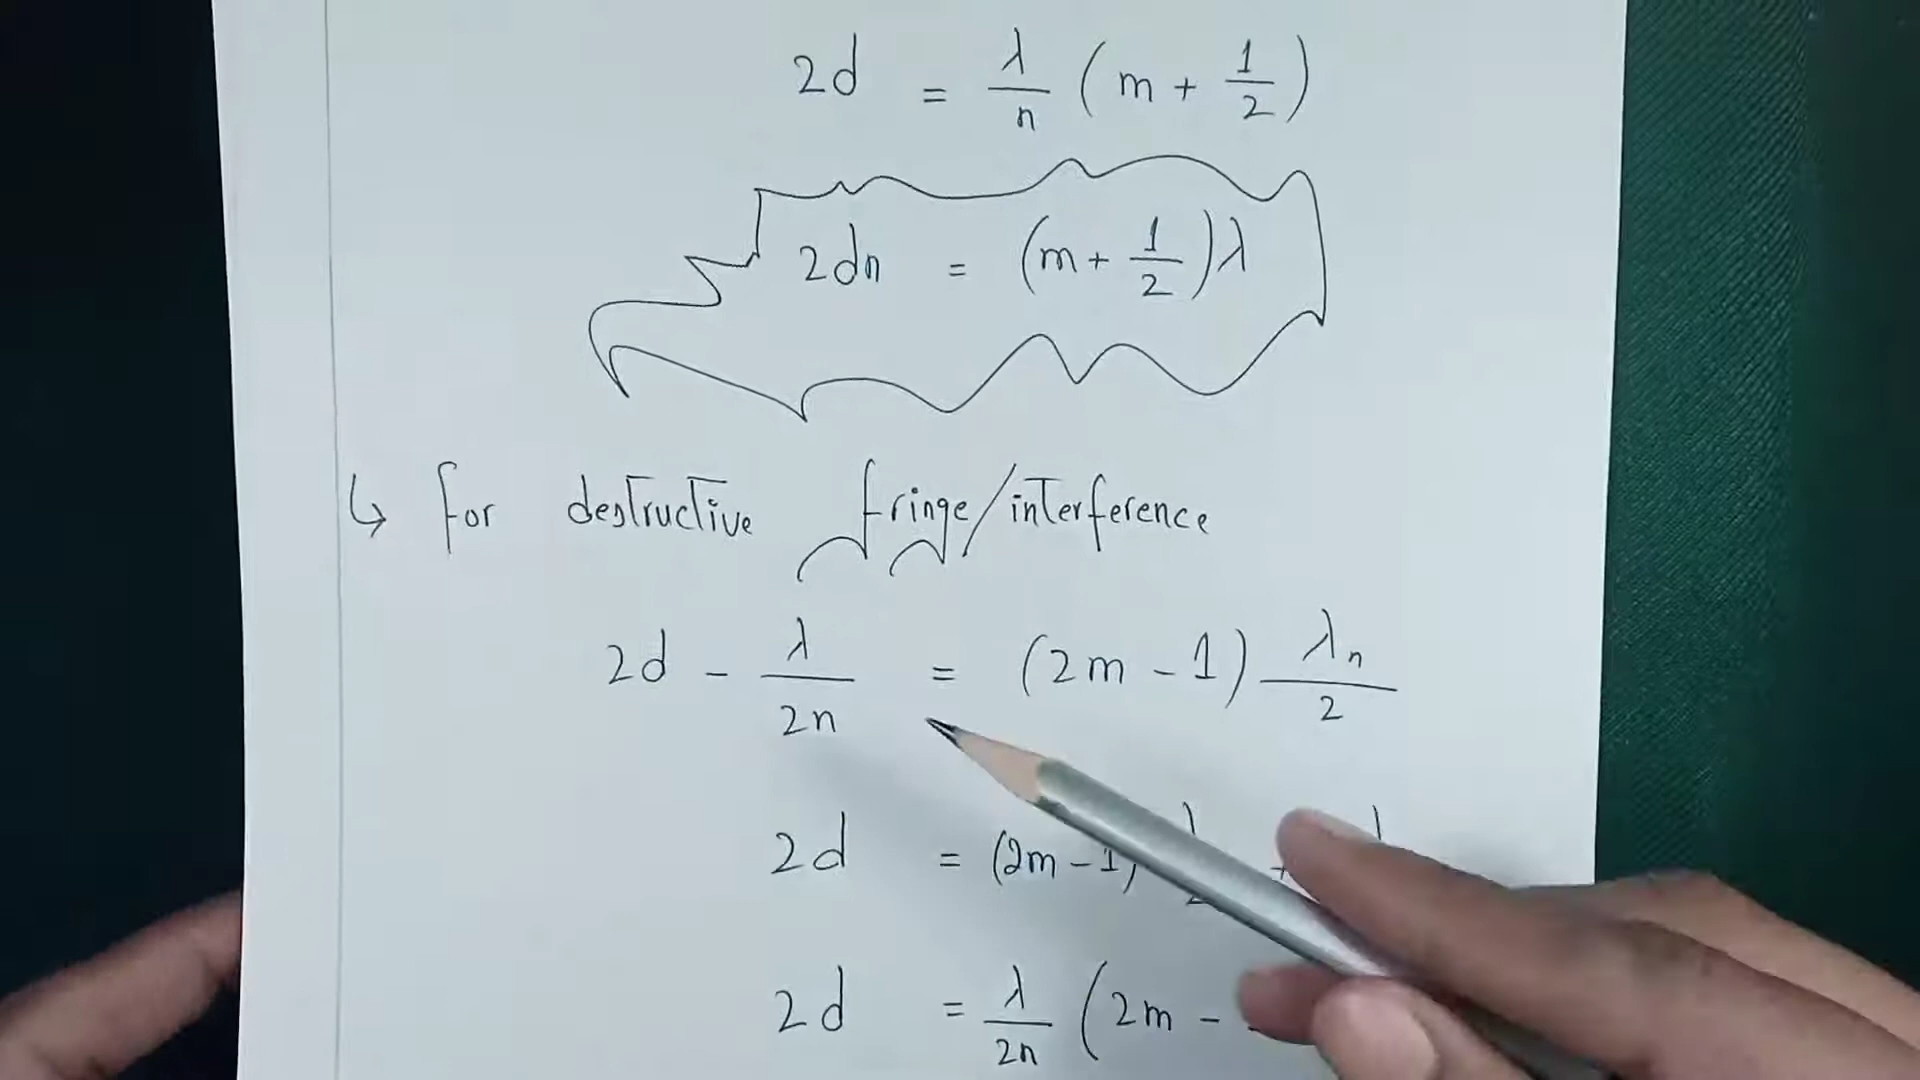 2d = λ/n (m + 1/2)
2dn = (m + 1/2)λ
↳ for destructive fringe/interference
2d - λ/2n = (2m - 1) λn/2
2d = (2m - 1)
2d = λ/2n (2m -